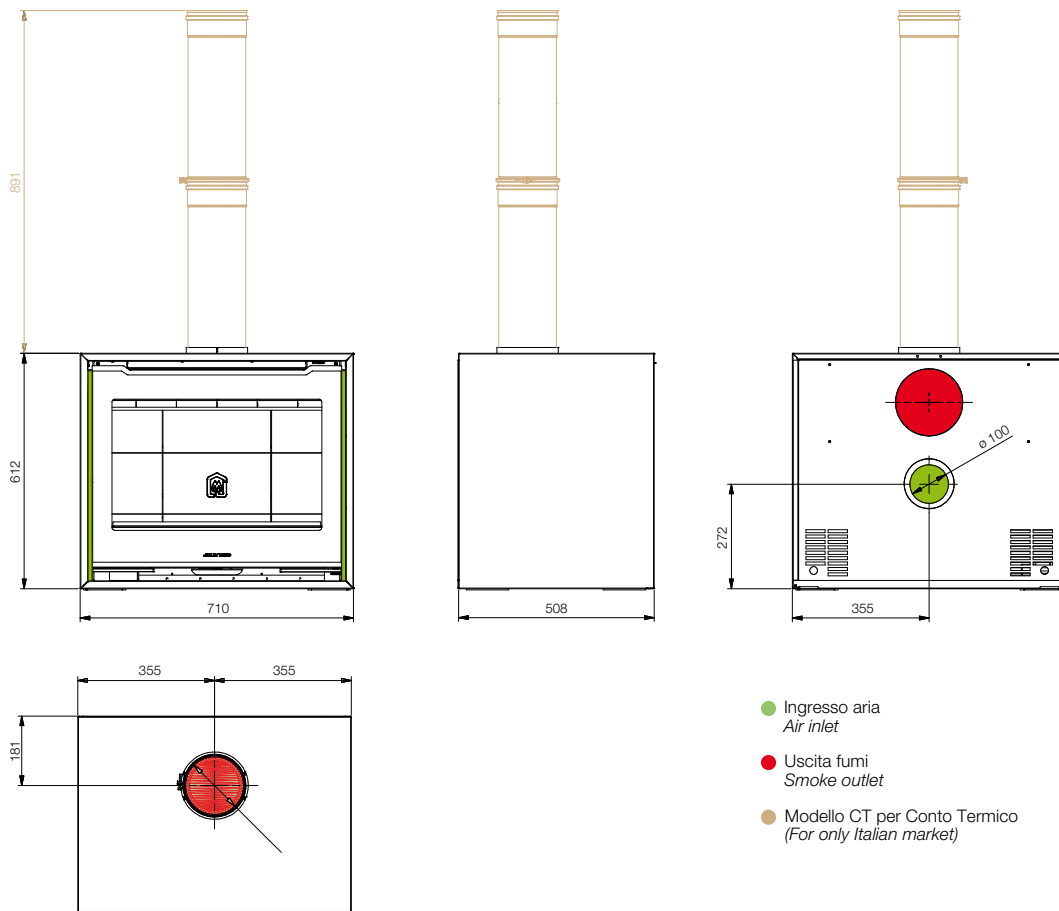 891
612
710
508
ø 100
272
355
355
355
181
Ingresso aria
Air inlet
Uscita fumi
Smoke outlet
Modello CT per Conto Termico
(For only Italian market)